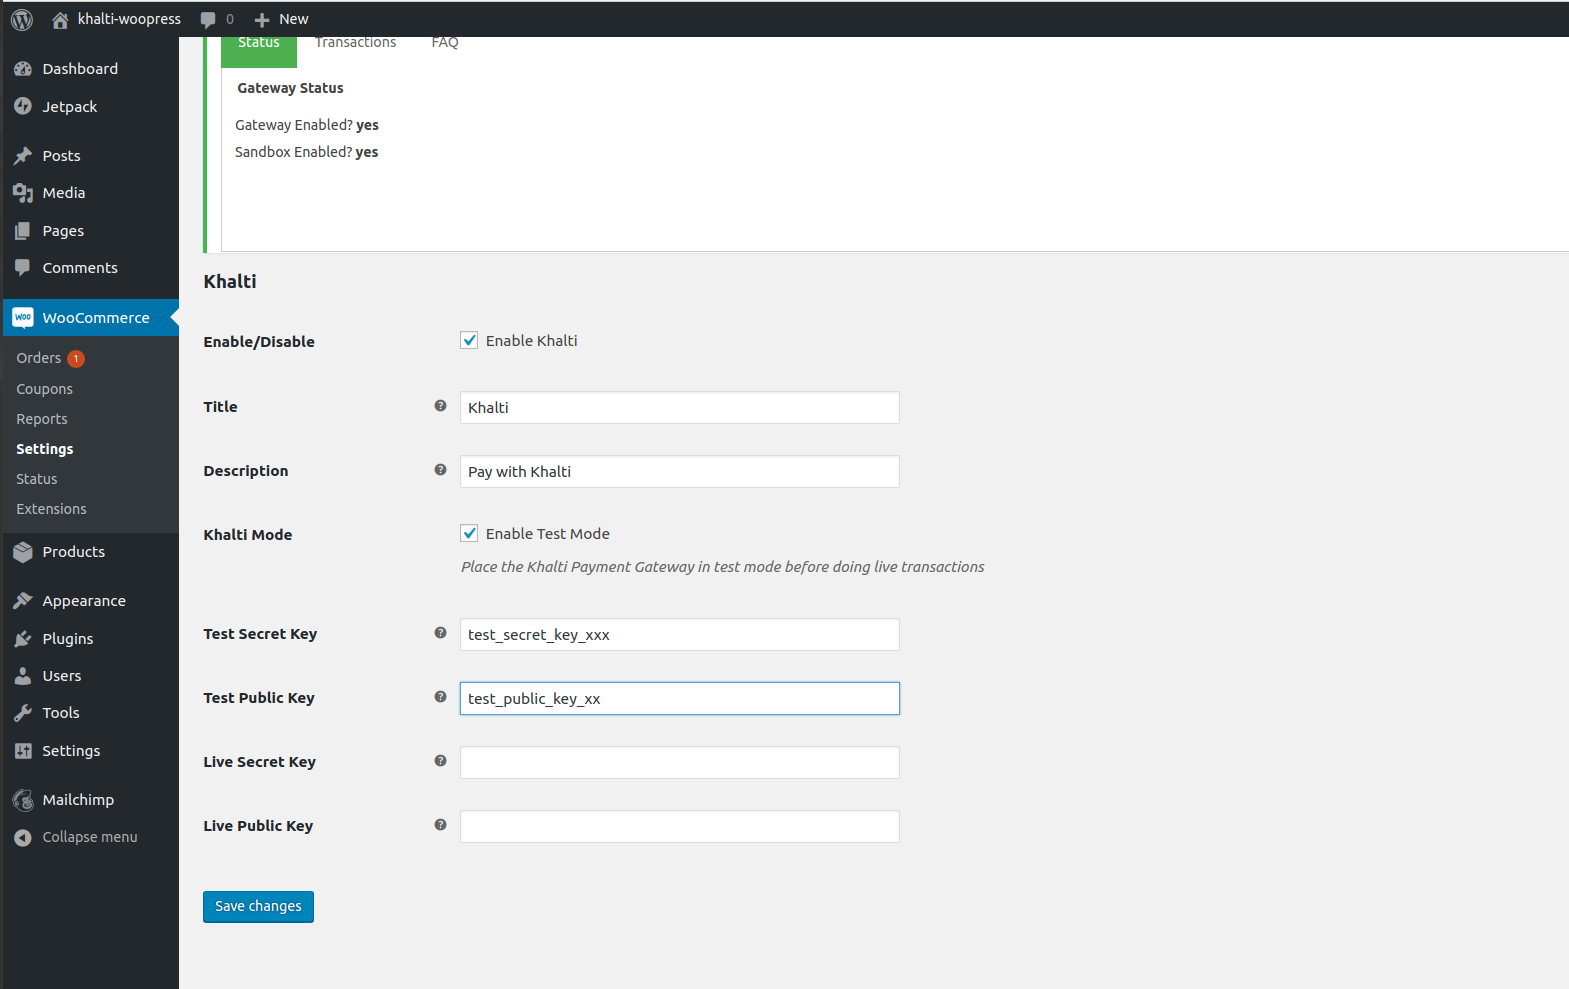 khalti-woopress 0 New
Dashboard
Jetpack
Posts
Media
Pages
Comments
woo WooCommerce
Orders 1
Coupons
Reports
Settings
Status
Extensions
Products
Appearance
Plugins
Users
Tools
Settings
Mailchimp
Collapse menu
Status Transactions FAQ
Gateway Status
Gateway Enabled? yes
Sandbox Enabled? yes
Khalti
Enable/Disable Enable Khalti
Title ? Khalti
Description ? Pay with Khalti
Khalti Mode Enable Test Mode
Place the Khalti Payment Gateway in test mode before doing live transactions
Test Secret Key ? test_secret_key_xxx
Test Public Key ? test_public_key_xx
Live Secret Key ?
Live Public Key ?
Save changes